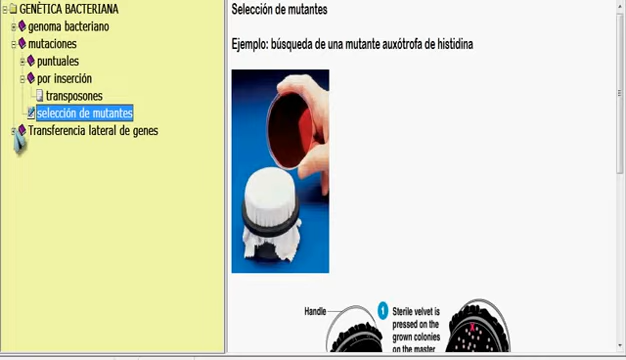 GENÈTICA BACTERIANA
genoma bacteriano
mutaciones
puntuales
por inserción
transposones
selección de mutantes
Transferencia lateral de genes
Selección de mutantes
Ejemplo: búsqueda de una mutante auxótrofa de histidina
Handle
1
Sterile velvet is
pressed on the
grown colonies
on the master